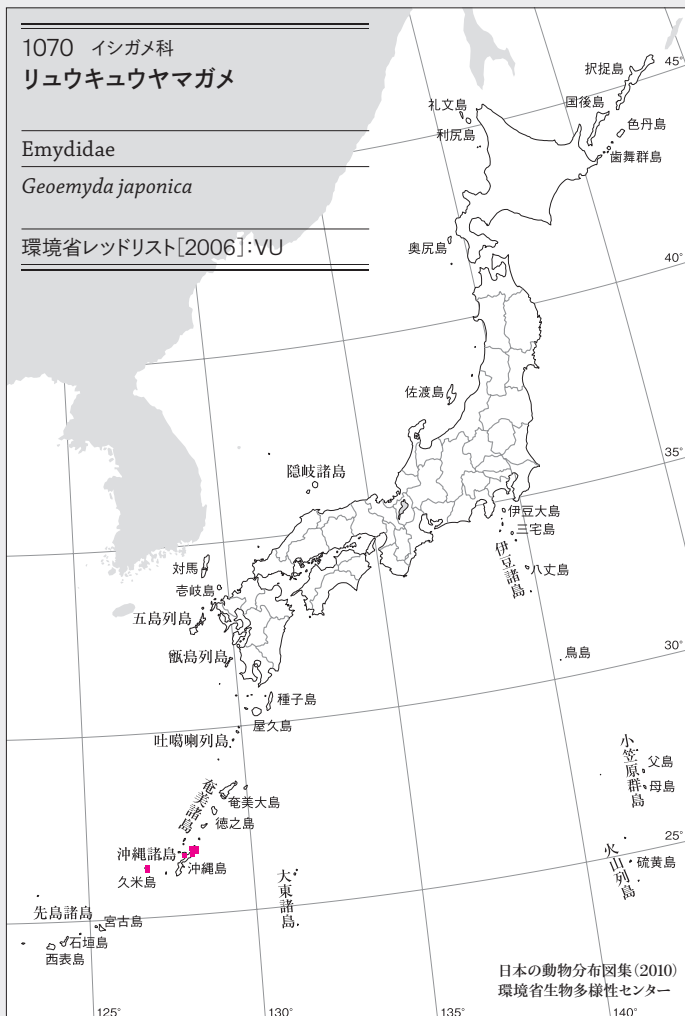 1070 イシガメ科
リュウキュウヤマガメ
Emydidae
Geoemyda japonica
環境省レッドリスト[2006]:VU
45°
択捉島
国後島
色丹島
歯舞群島
礼文島
利尻島
奥尻島
40°
佐渡島
35°
隠岐諸島
伊豆大島
三宅島
伊豆諸島
八丈島
対馬
壱岐島
五島列島
甑島列島
鳥島
30°
種子島
屋久島
吐噶喇列島
小笠原群島
父島
母島
奄美諸島
奄美大島
徳之島
25°
沖縄諸島
沖縄島
久米島
火山列島
硫黄島
大東諸島
先島諸島
宮古島
石垣島
西表島
日本の動物分布図集(2010)
環境省生物多様性センター
125°
130°
135°
140°